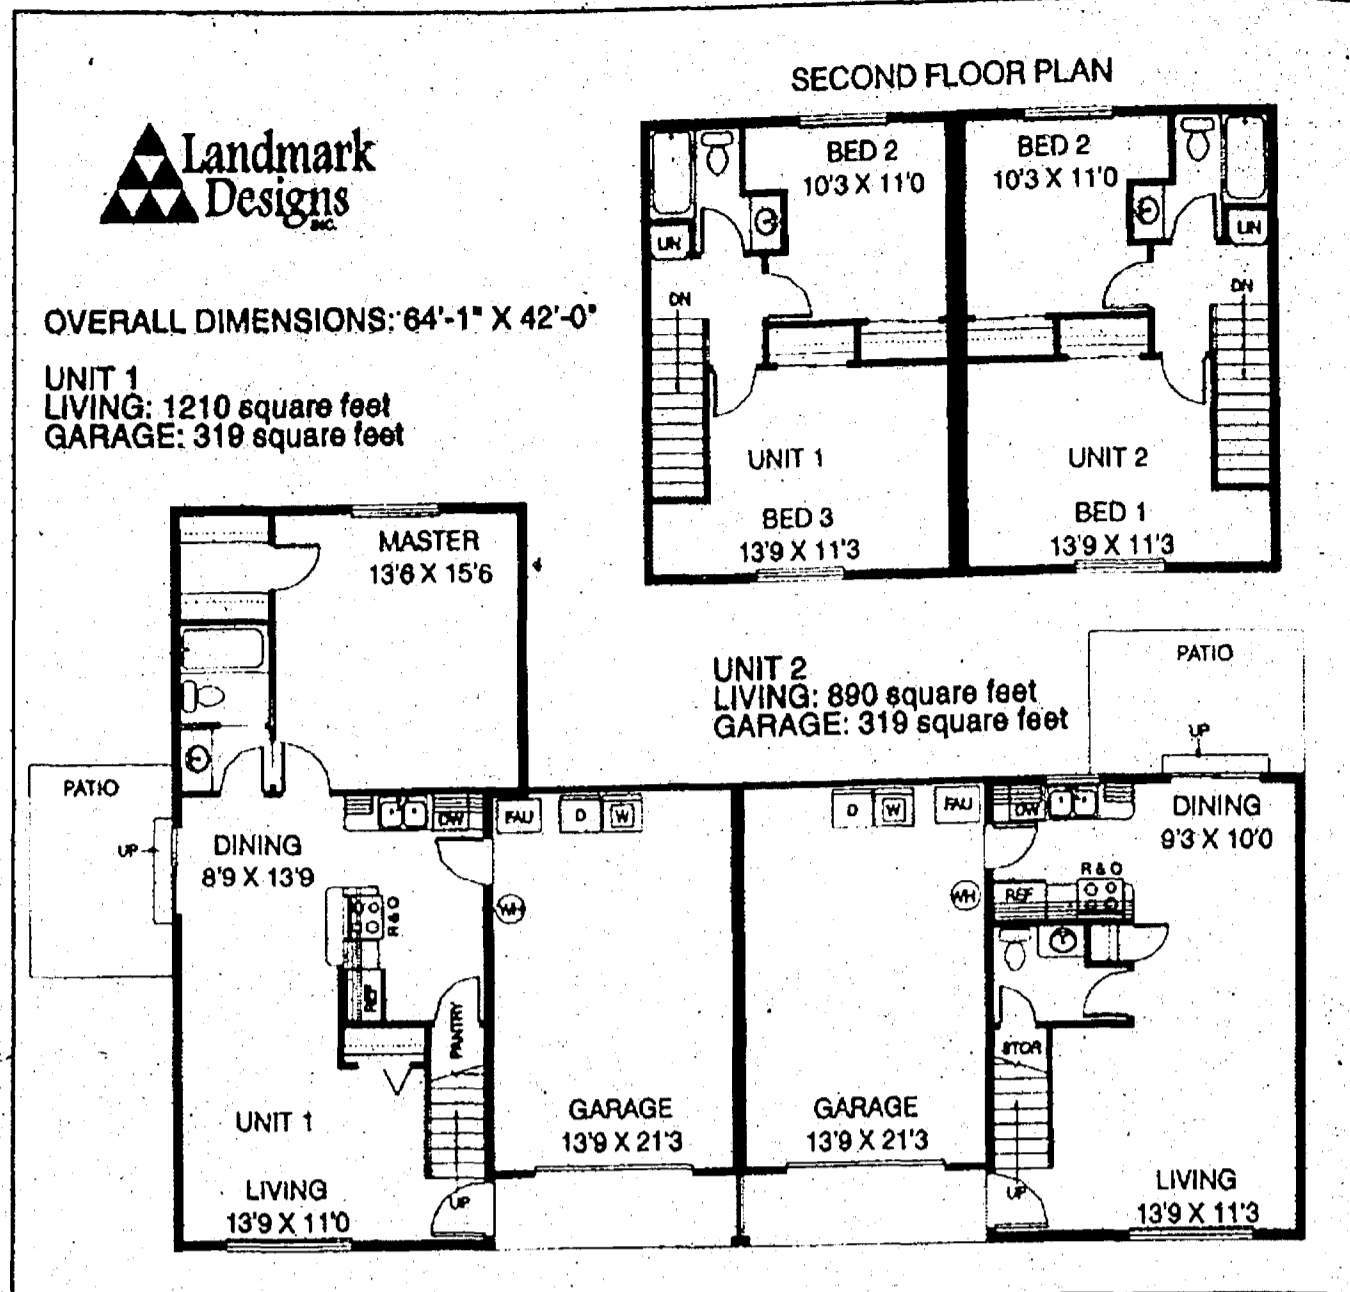 SECOND FLOOR PLAN
Landmark
Designs
INC.
BED 2
10'3 X 11'0
BED 2
10'3 X 11'0
LIN
LIN
DN
DN
OVERALL DIMENSIONS: 64'-1" X 42'-0"
UNIT 1
LIVING: 1210 square feet
GARAGE: 319 square feet
UNIT 1
UNIT 2
BED 3
13'9 X 11'3
BED 1
13'9 X 11'3
MASTER
13'6 X 15'6
UNIT 2
LIVING: 890 square feet
GARAGE: 319 square feet
PATIO
UP
PATIO
UP
DINING
8'9 X 13'9
DW
FAU
D
W
D
W
FAU
DW
DINING
9'3 X 10'0
R & O
REF
WH
WH
R & O
REF
PANTRY
STOR
UNIT 1
GARAGE
13'9 X 21'3
GARAGE
13'9 X 21'3
LIVING
13'9 X 11'0
UP
UP
LIVING
13'9 X 11'3